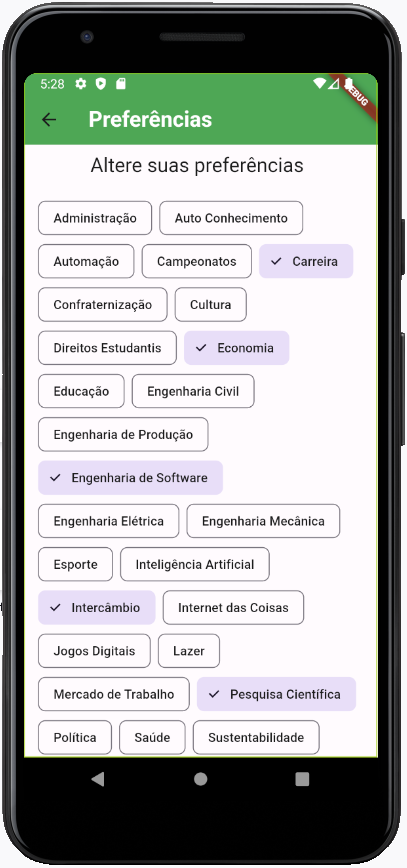 5:28
DEBUG
Preferências
Altere suas preferências
Administração Auto Conhecimento
Automação Campeonatos Carreira
Confraternização Cultura
Direitos Estudantis Economia
Educação Engenharia Civil
Engenharia de Produção
Engenharia de Software
Engenharia Elétrica Engenharia Mecânica
Esporte Inteligência Artificial
Intercâmbio Internet das Coisas
Jogos Digitais Lazer
Mercado de Trabalho Pesquisa Científica
Política Saúde Sustentabilidade